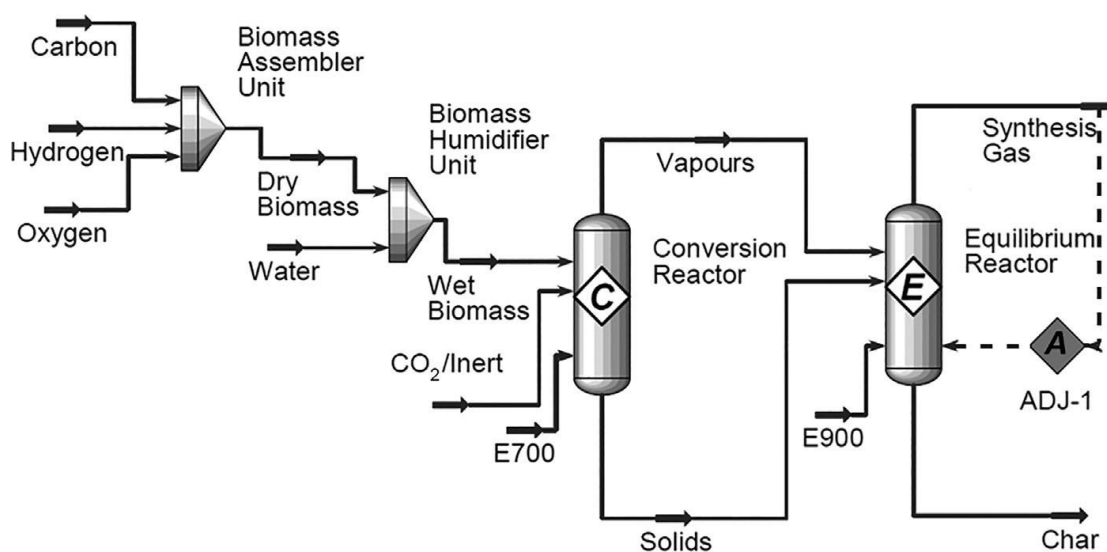 Carbon
Hydrogen
Oxygen
Biomass
Assembler
Unit
Dry
Biomass
Water
Biomass
Humidifier
Unit
Wet
Biomass
CO₂/Inert
E700
C
Vapours
Conversion
Reactor
Solids
Synthesis
Gas
Equilibrium
Reactor
E
A
ADJ-1
E900
Char